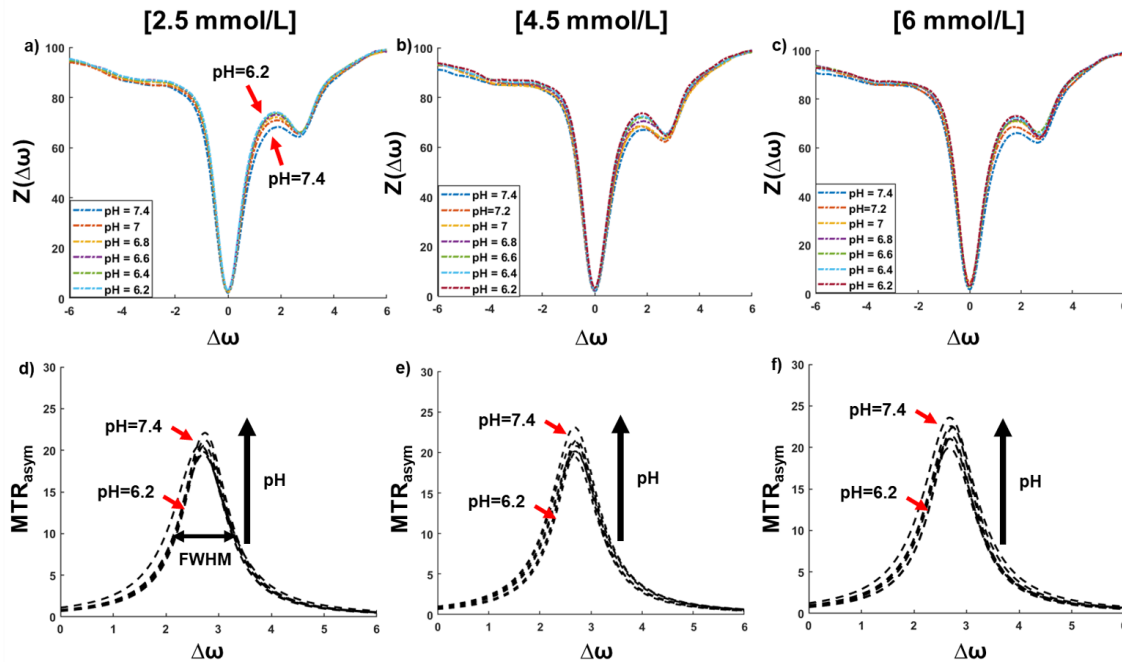 [2.5 mmol/L]
[4.5 mmol/L]
[6 mmol/L]
a)
100
80
60
40
20
0
Z(Δω)
pH=6.2
pH=7.4
pH = 7.4
pH = 7
pH = 6.8
pH = 6.6
pH = 6.4
pH = 6.2
-6 -4 -2 0 2 4 6
Δω
b)
100
80
60
40
20
0
Z(Δω)
pH = 7.4
pH=7.2
pH = 7
pH = 6.8
pH = 6.6
pH = 6.4
pH = 6.2
-6 -4 -2 0 2 4 6
Δω
c)
100
80
60
40
20
0
Z(Δω)
pH = 7.4
pH=7.2
pH = 7
pH = 6.8
pH = 6.6
pH = 6.4
pH = 6.2
-6 -4 -2 0 2 4 6
Δω
d)
30
25
20
15
10
5
0
MTRasym
pH=7.4
pH=6.2
pH
FWHM
0 1 2 3 4 5 6
Δω
e)
30
25
20
15
10
5
0
MTRasym
pH=7.4
pH=6.2
pH
0 1 2 3 4 5 6
Δω
f)
30
25
20
15
10
5
0
MTRasym
pH=7.4
pH=6.2
pH
0 1 2 3 4 5 6
Δω